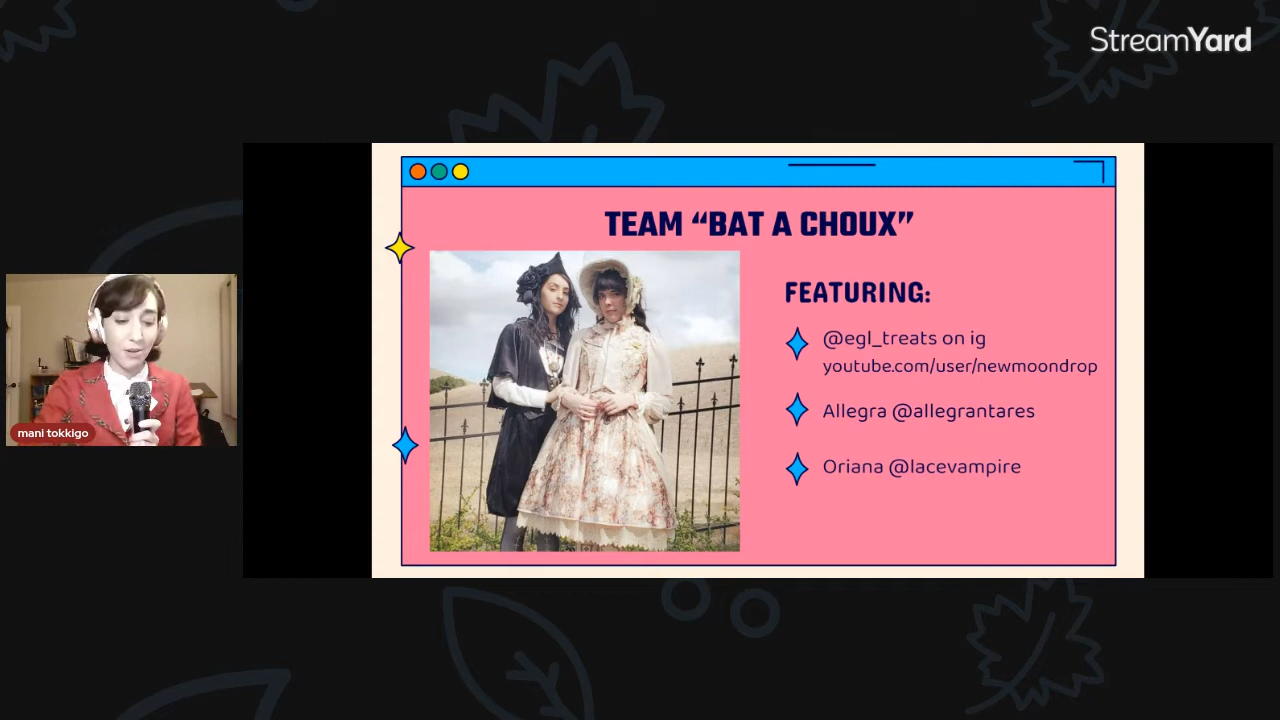 StreamYard
TEAM “BAT A CHOUX”
FEATURING:
@egl_treats on ig
youtube.com/user/newmoondrop
Allegra @allegrantares
Oriana @lacevampire
mani tokkigo